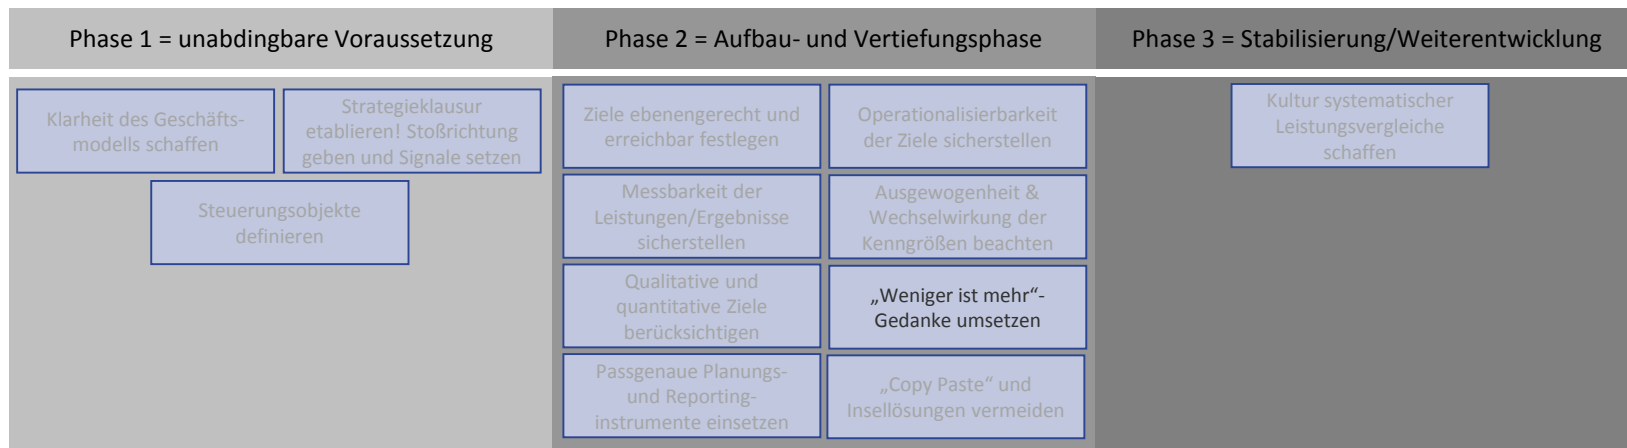 Phase 1 = unabdingbare Voraussetzung
Phase 2 = Aufbau- und Vertiefungsphase
Phase 3 = Stabilisierung/Weiterentwicklung
Klarheit des Geschäfts-
modells schaffen
Strategieklausur
etablieren! Stoßrichtung
geben und Signale setzen
Steuerungsobjekte
definieren
Ziele ebenengerecht und
erreichbar festlegen
Operationalisierbarkeit
der Ziele sicherstellen
Messbarkeit der
Leistungen/Ergebnisse
sicherstellen
Ausgewogenheit &
Wechselwirkung der
Kenngrößen beachten
Qualitative und
quantitative Ziele
berücksichtigen
„Weniger ist mehr“-
Gedanke umsetzen
Passgenaue Planungs-
und Reporting-
instrumente einsetzen
„Copy Paste“ und
Insellösungen vermeiden
Kultur systematischer
Leistungsvergleiche
schaffen